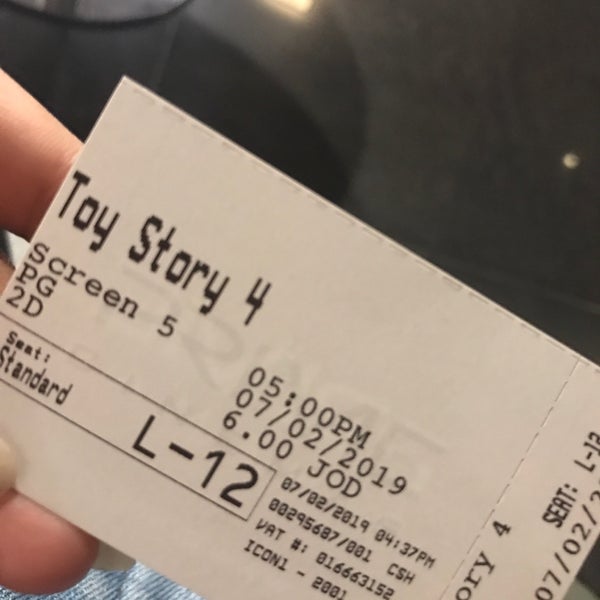 Toy Story 4
Screen 5
PG
2D
Seat:
Standard
L-12
05:00PM
07/02/2019
6.00 JOD
07/02/2019 04:37PM
00295687/001 CSH
VAT #: 016663152
ICON1 - 2001
ory 4
SEAT: L-12
07/02/2